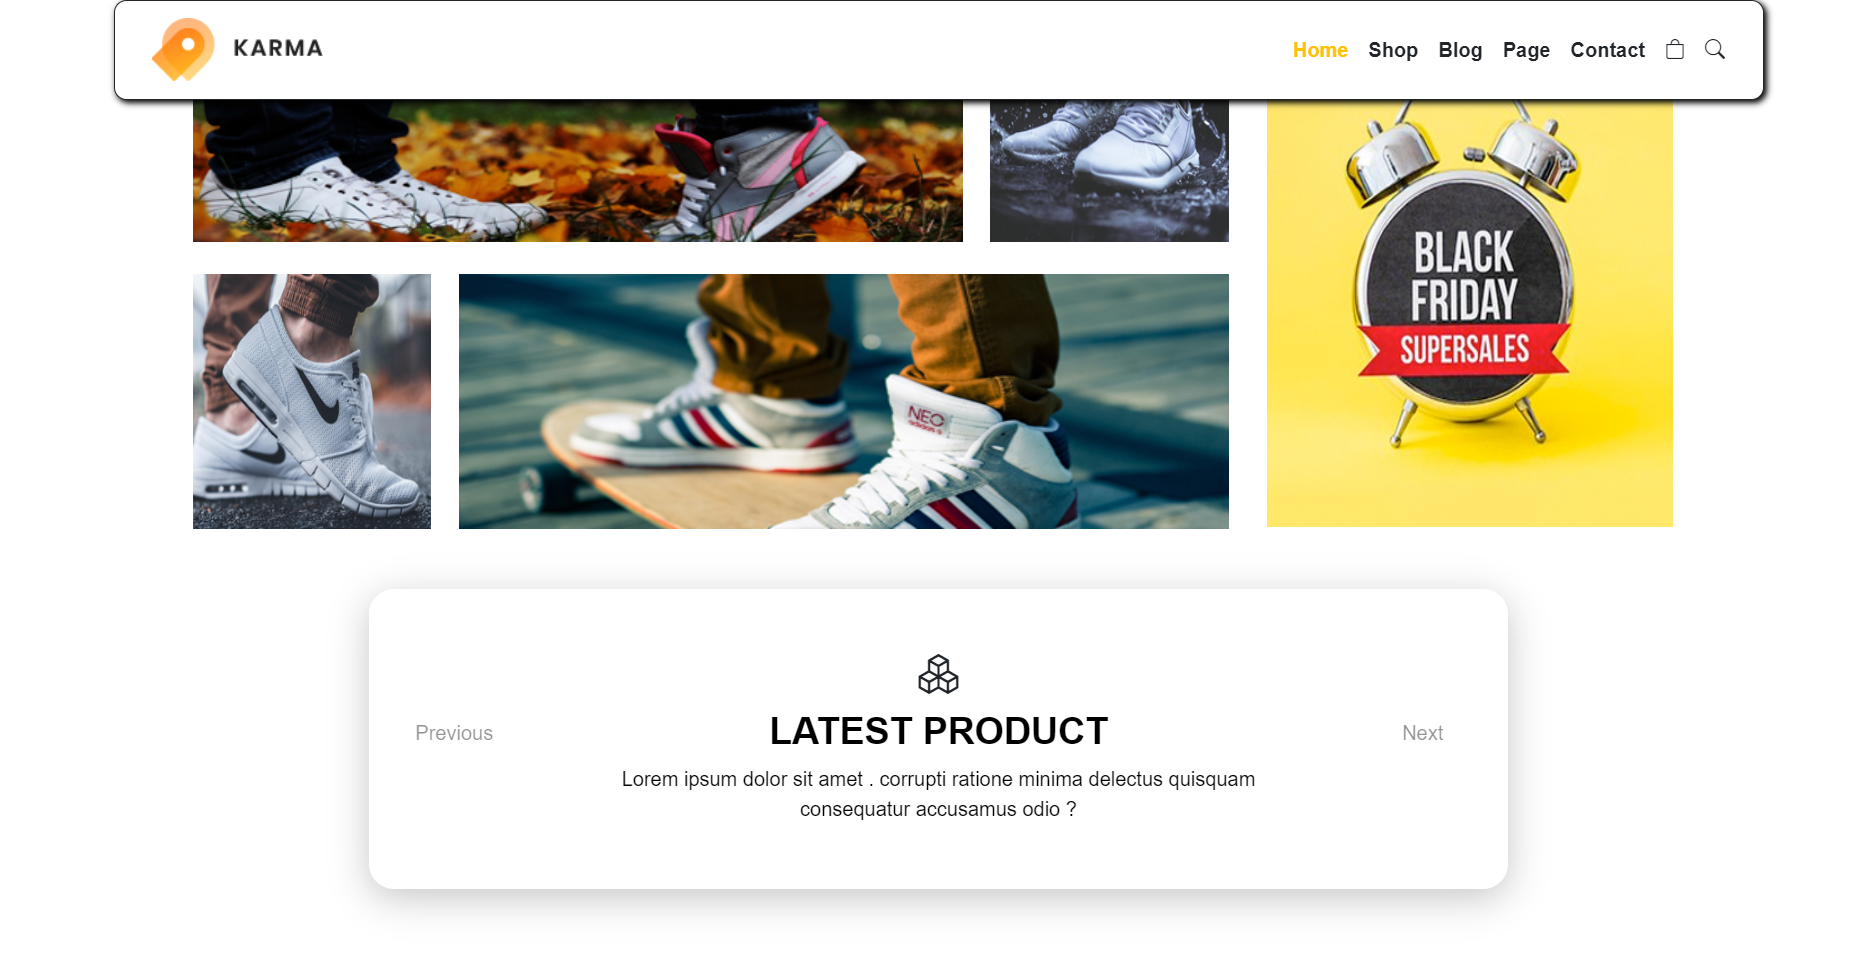 KARMA
Home Shop Blog Page Contact
BLACK
FRIDAY
SUPERSALES
NEO
adidas
Previous
LATEST PRODUCT
Next
Lorem ipsum dolor sit amet . corrupti ratione minima delectus quisquam
consequatur accusamus odio ?